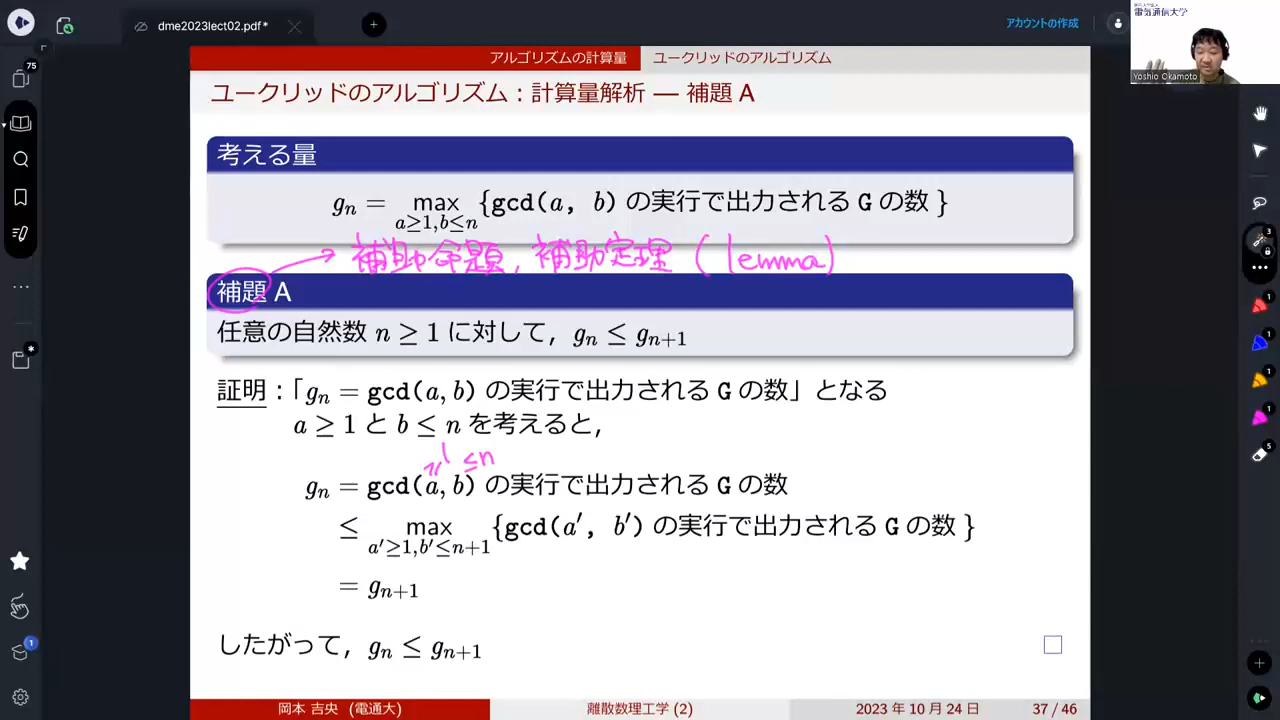 75
dme2023lect02.pdf*
アカウントの作成
電気通信大学
Yoshio Okamoto
アルゴリズムの計算量 ユークリッドのアルゴリズム
ユークリッドのアルゴリズム：計算量解析 — 補題 A
考える量
gₙ = max_{a≥1,b≤n} {gcd(a, b) の実行で出力される G の数 }
補助命題, 補助定理 (lemma)
補題 A
任意の自然数 n ≥ 1 に対して, gₙ ≤ gₙ₊₁
証明：「gₙ = gcd(a, b) の実行で出力される G の数」となる
a ≥ 1 と b ≤ n を考えると,
≤n
gₙ = gcd(a, b) の実行で出力される G の数
≤ max_{a′≥1,b′≤n+1} {gcd(a′, b′) の実行で出力される G の数 }
= gₙ₊₁
したがって, gₙ ≤ gₙ₊₁ □
岡本 吉央 (電通大) 離散数理工学 (2) 2023 年 10 月 24 日 37 / 46